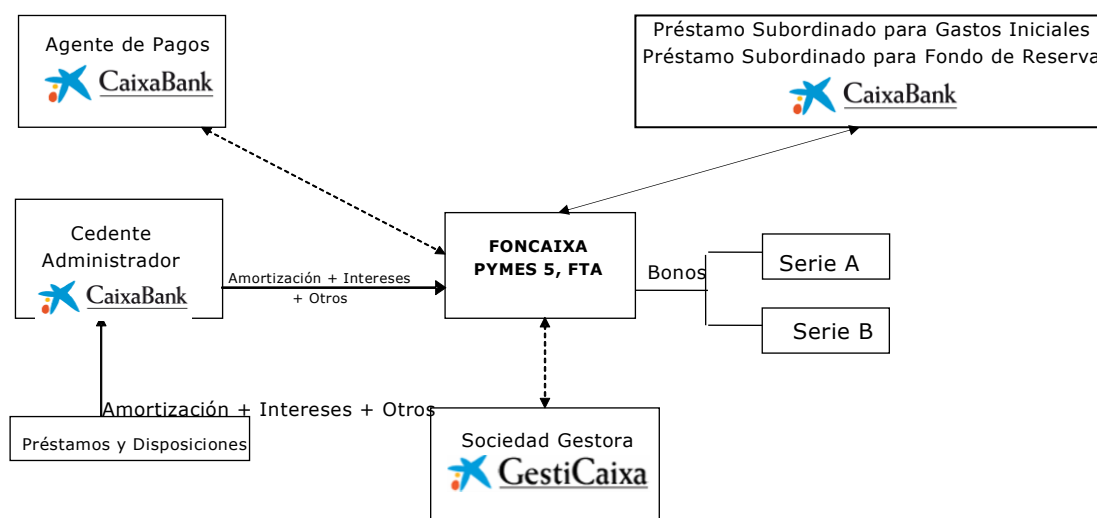 Agente de Pagos
CaixaBank
Préstamo Subordinado para Gastos Iniciales
Préstamo Subordinado para Fondo de Reserva
CaixaBank
Cedente
Administrador
CaixaBank
Amortización + Intereses
+ Otros
FONCAIXA
PYMES 5, FTA
Bonos
Serie A
Serie B
Amortización + Intereses + Otros
Préstamos y Disposiciones
Sociedad Gestora
GestiCaixa